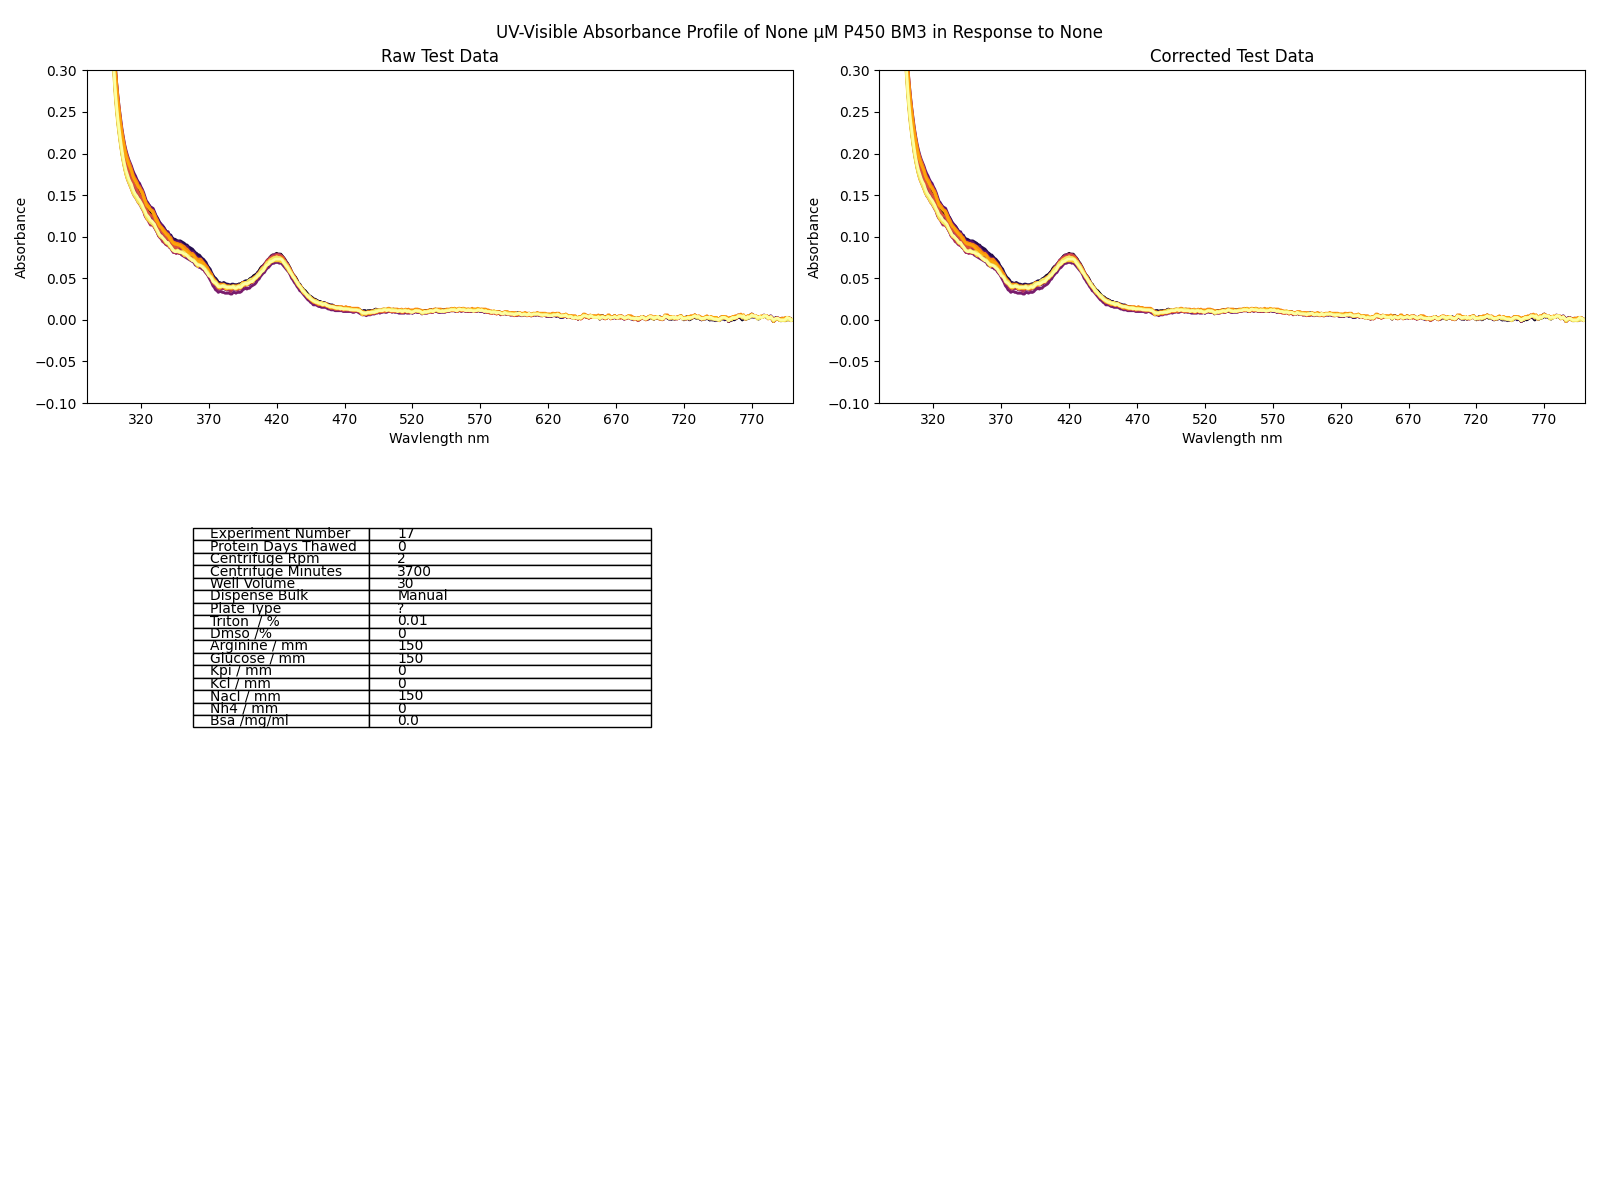 UV-Visible Absorbance Profile of None µM P450 BM3 in Response to None
Raw Test Data
0.30
0.25
0.20
0.15
0.10
0.05
0.00
−0.05
−0.10
Absorbance
320 370 420 470 520 570 620 670 720 770
Wavlength nm
Corrected Test Data
0.30
0.25
0.20
0.15
0.10
0.05
0.00
−0.05
−0.10
Absorbance
320 370 420 470 520 570 620 670 720 770
Wavlength nm
Experiment Number 17
Protein Days Thawed 0
Centrifuge Rpm 2
Centrifuge Minutes 3700
Well Volume 30
Dispense Bulk Manual
Plate Type ?
Triton / % 0.01
Dmso /% 0
Arginine / mm 150
Glucose / mm 150
Kpi / mm 0
Kcl / mm 0
Nacl / mm 150
Nh4 / mm 0
Bsa /mg/ml 0.0